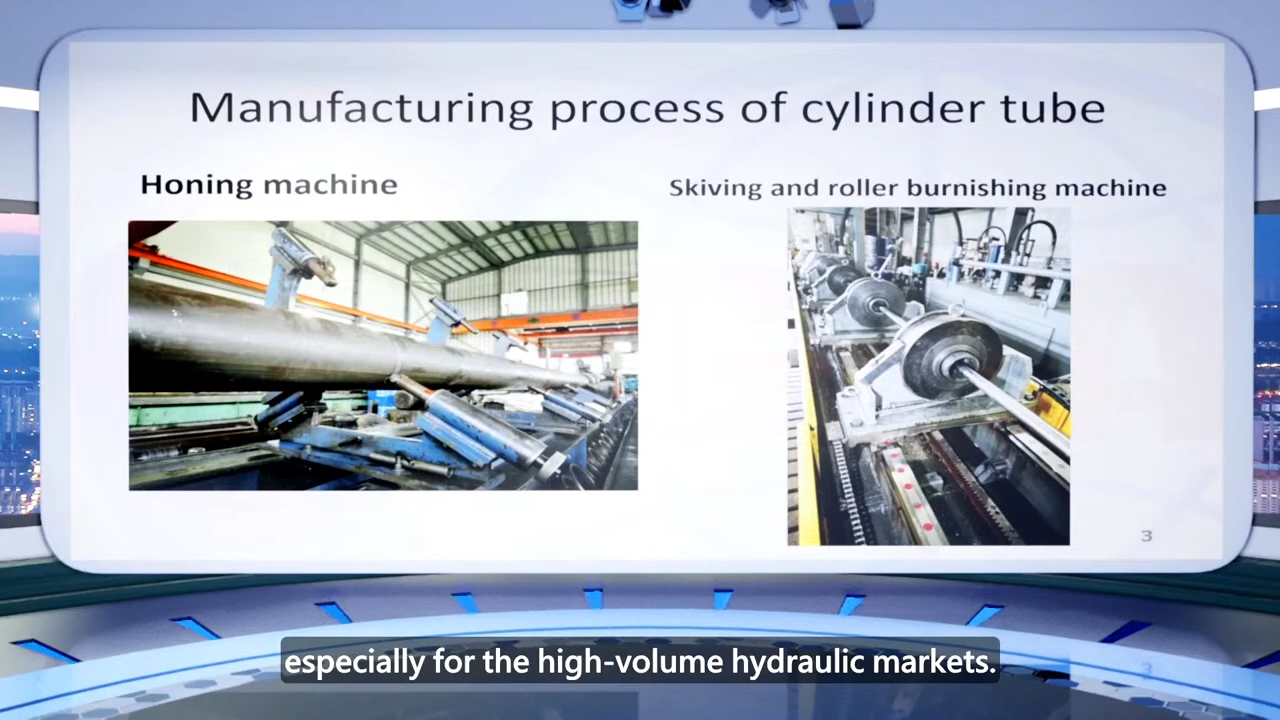 Manufacturing process of cylinder tube
Honing machine
Skiving and roller burnishing machine
3
especially for the high-volume hydraulic markets.